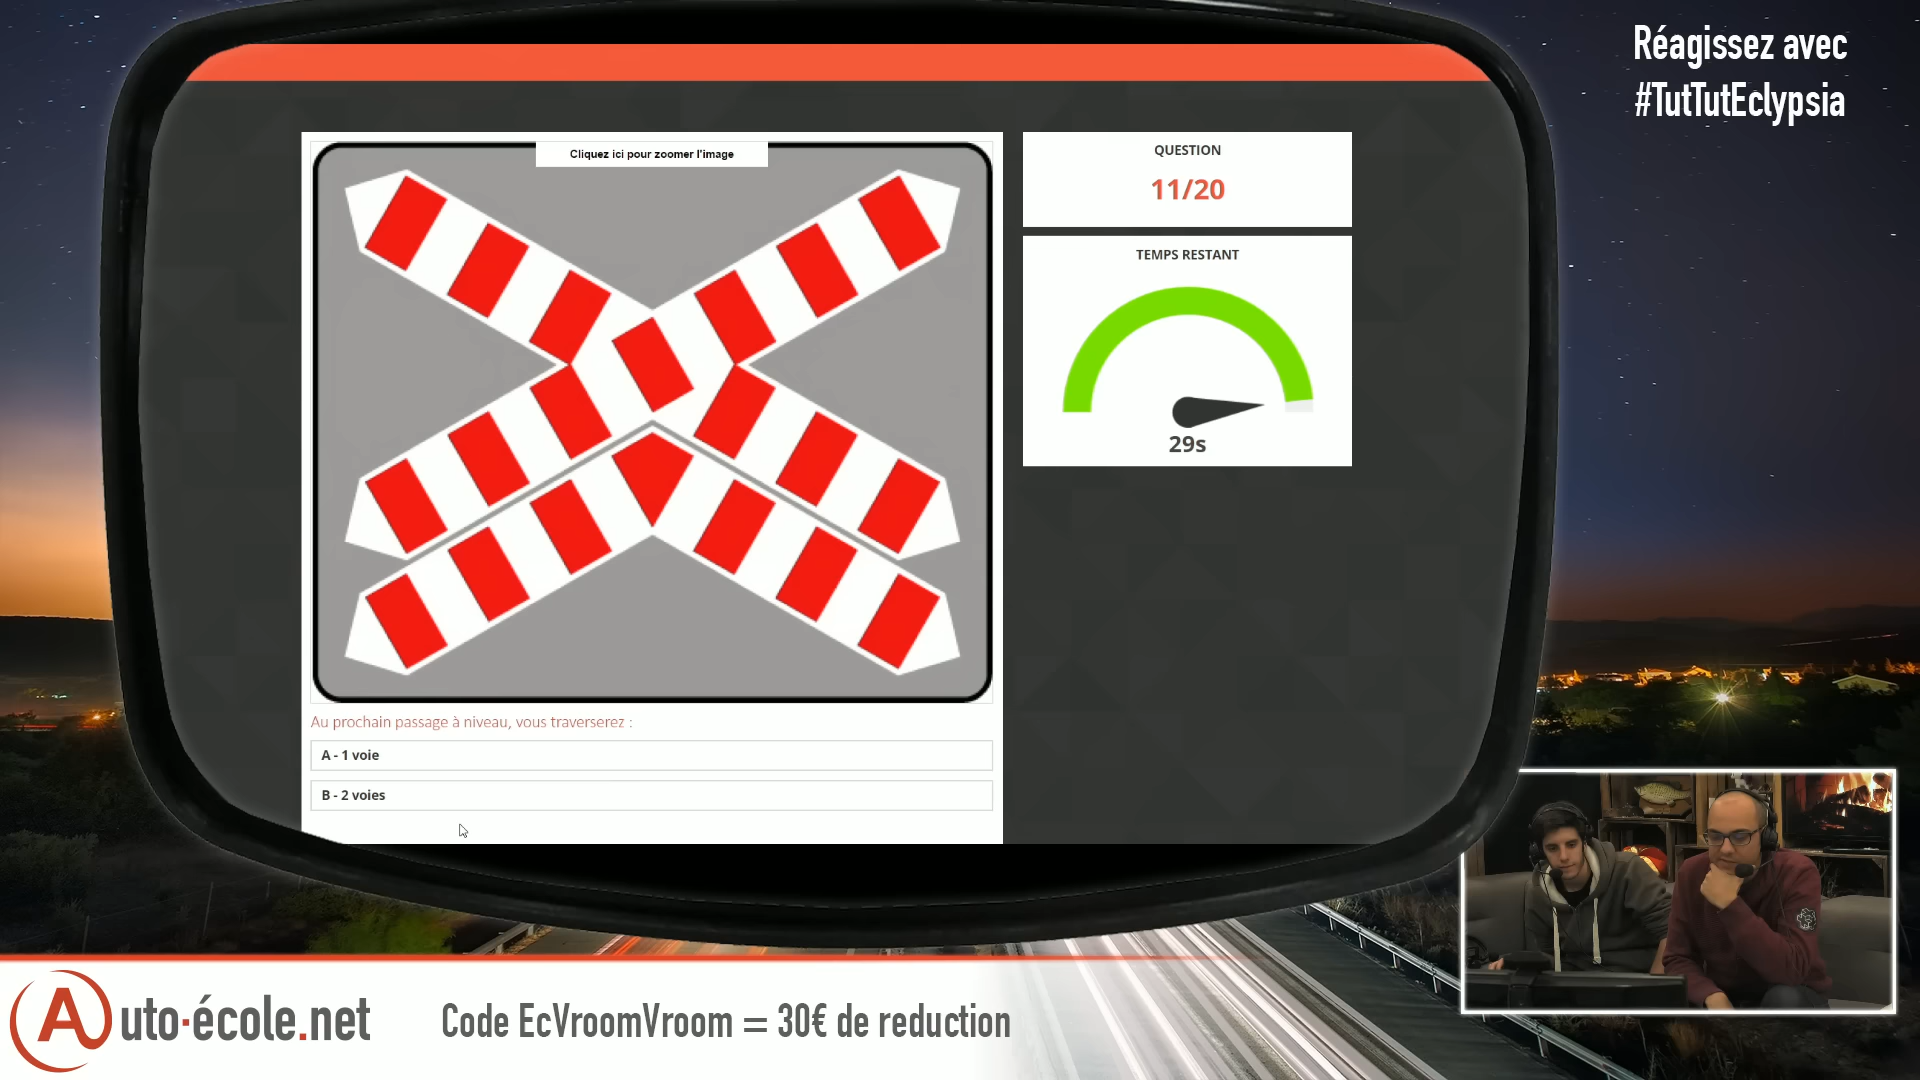 Réagissez avec
#TutTutEclypsia
Cliquez ici pour zoomer l'image
QUESTION
11/20
TEMPS RESTANT
29s
Au prochain passage à niveau, vous traverserez :
A - 1 voie
B - 2 voies
Auto·école.net
Code EcVroomVroom = 30€ de reduction